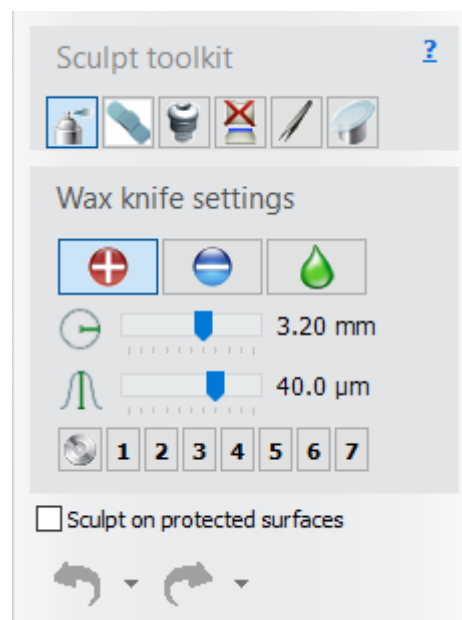 Sculpt toolkit ?
Wax knife settings
3.20 mm
40.0 µm
1 2 3 4 5 6 7
Sculpt on protected surfaces